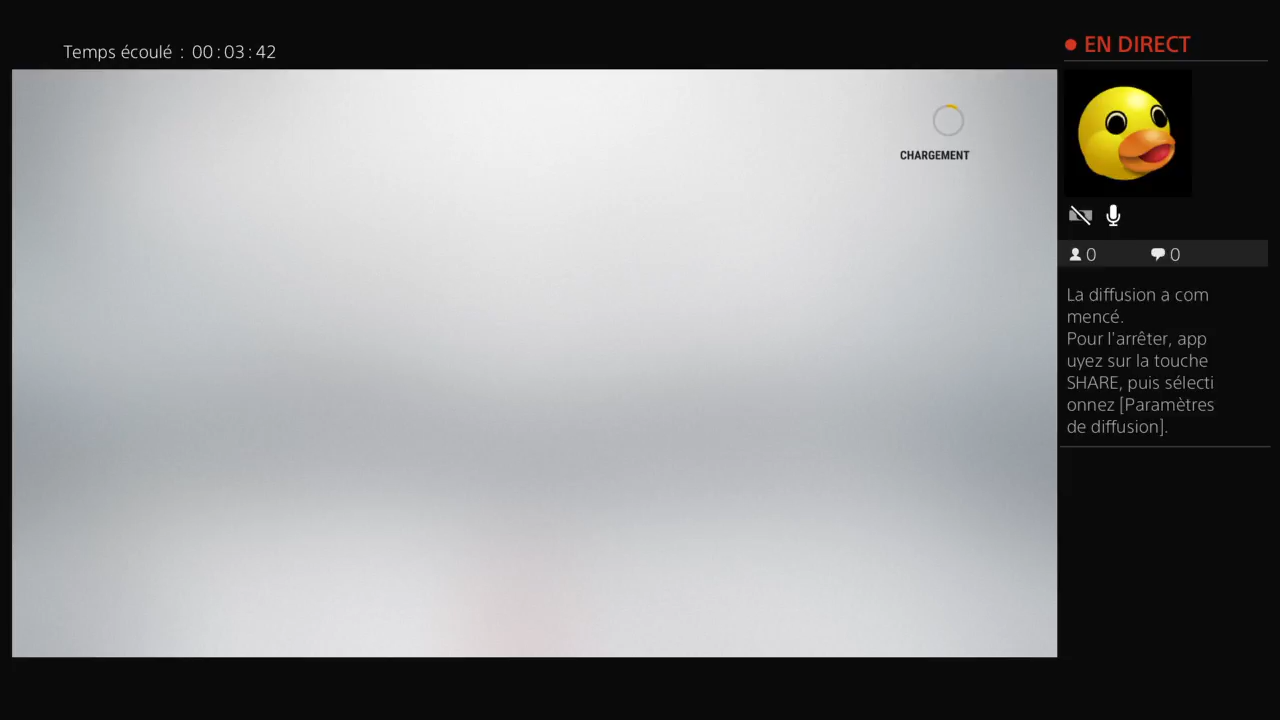 Temps écoulé : 00:03:42
EN DIRECT
CHARGEMENT
0 0
La diffusion a com
mencé.
Pour l'arrêter, app
uyez sur la touche
SHARE, puis sélecti
onnez [Paramètres
de diffusion].